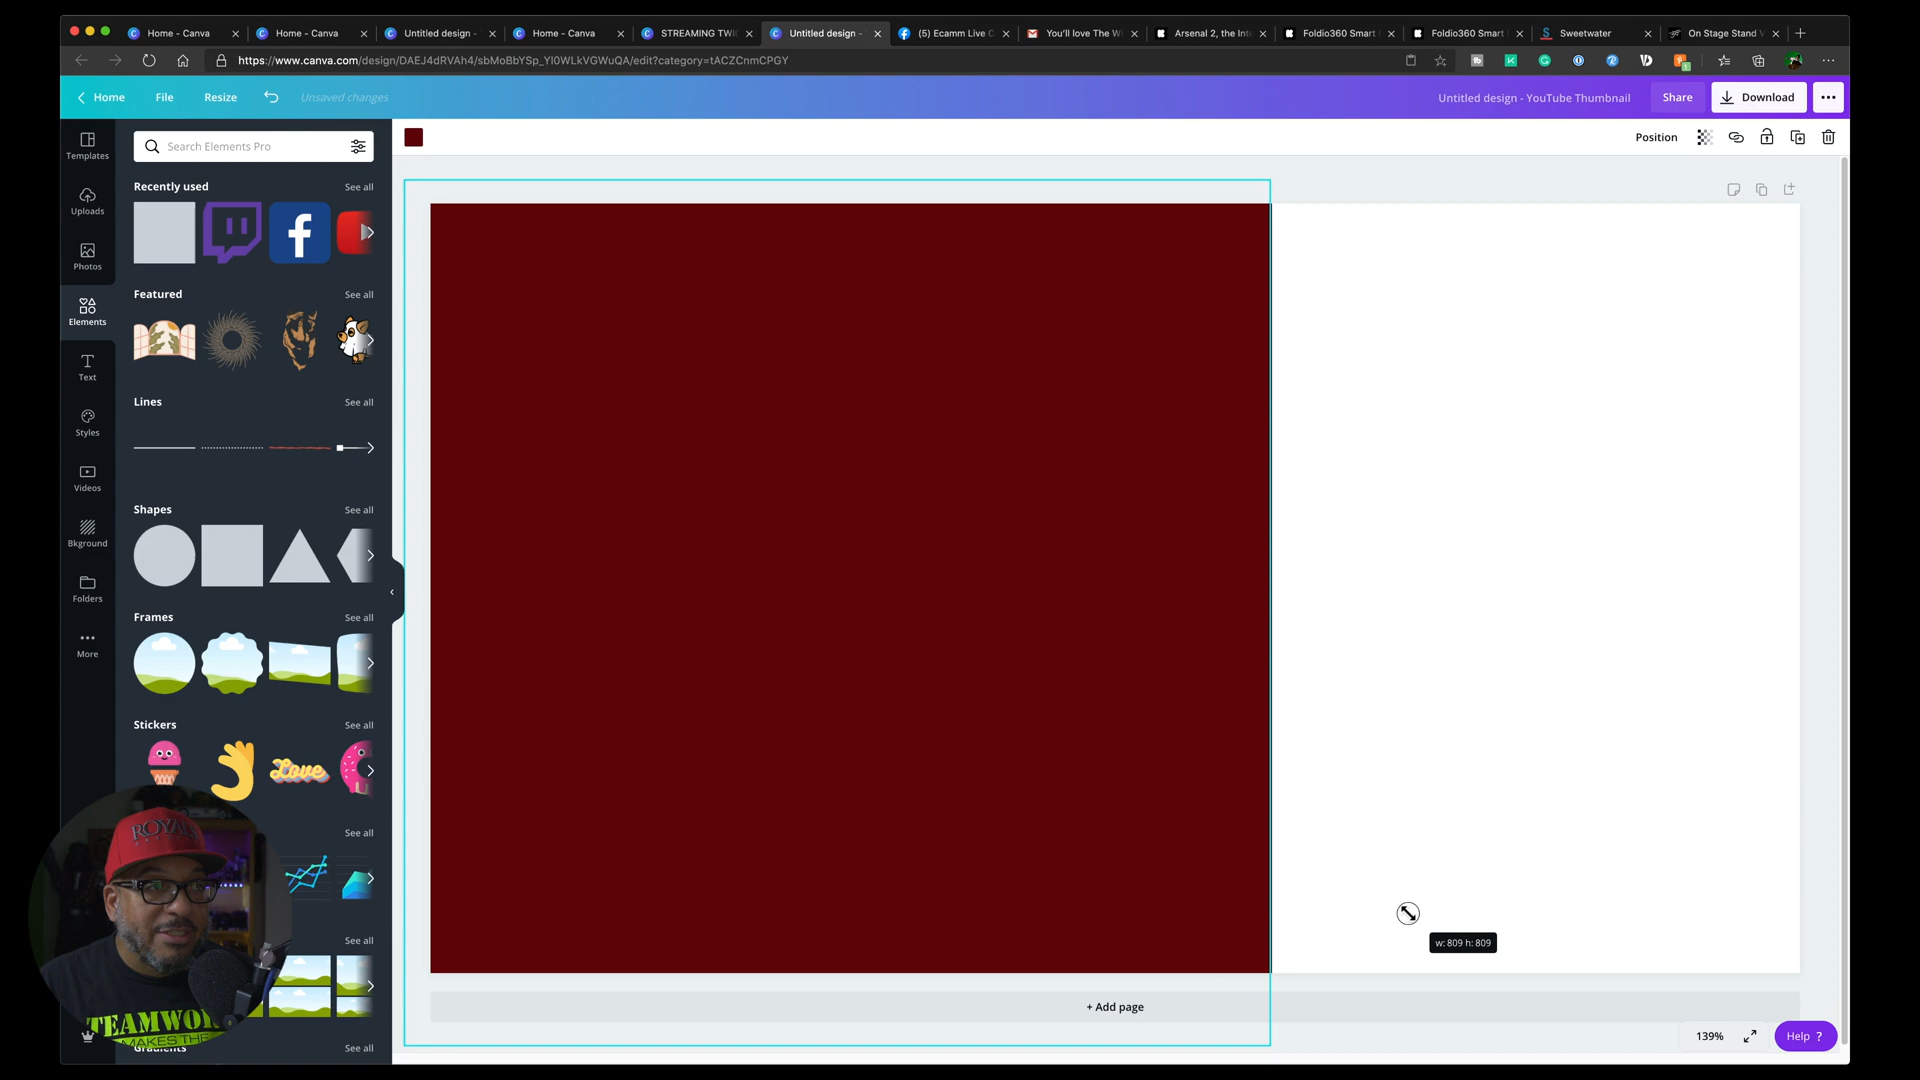 Home - Canva
Home - Canva
Untitled design -
Home - Canva
STREAMING TWI
Untitled design -
(5) Ecamm Live C
You'll love The W
Arsenal 2, the Int
Foldio360 Smart
Foldio360 Smart
Sweetwater
On Stage Stand V
https://www.canva.com/design/DAEJ4dRVAh4/sbMoBbYSp_Yl0WLkVGWuQA/edit?category=tACZCnmCPGY
Home
File
Resize
Unsaved changes
Untitled design - YouTube Thumbnail
Share
Download
Templates
Uploads
Photos
Elements
Text
Styles
Videos
Bkground
Folders
More
Search Elements Pro
Position
Recently used
See all
Featured
See all
Lines
See all
Shapes
See all
Frames
See all
Stickers
See all
Love
See all
See all
Gradients
See all
ROYAL
TEAMWOR
MAKES THE
w: 809 h: 809
+ Add page
139%
Help ?